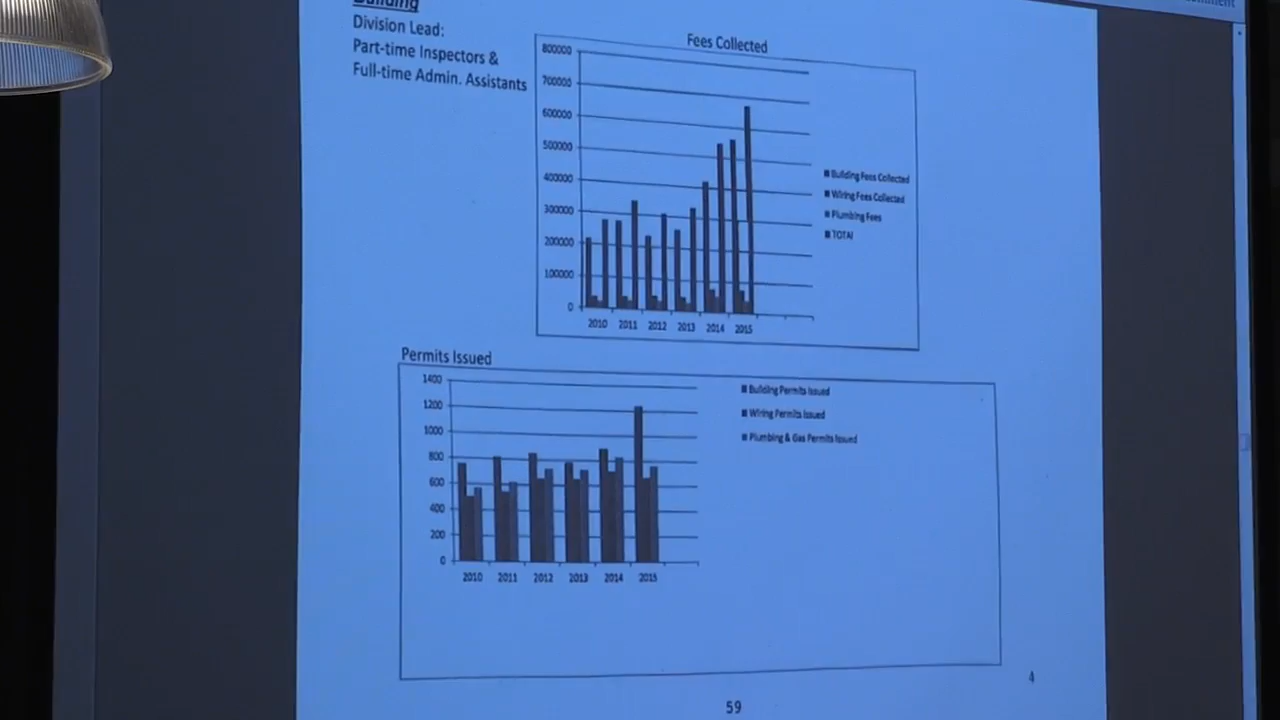 Building
Division Lead:
Part-time Inspectors &
Full-time Admin. Assistants
Fees Collected
800000
700000
600000
500000
400000
300000
200000
100000
0
2010 2011 2012 2013 2014 2015
Building Fees Collected
Wiring Fees Collected
Plumbing Fees
TOTAl
Permits Issued
1400
1200
1000
800
600
400
200
0
2010 2011 2012 2013 2014 2015
Building Permits Issued
Wiring Permits Issued
Plumbing & Gas Permits Issued
4
59